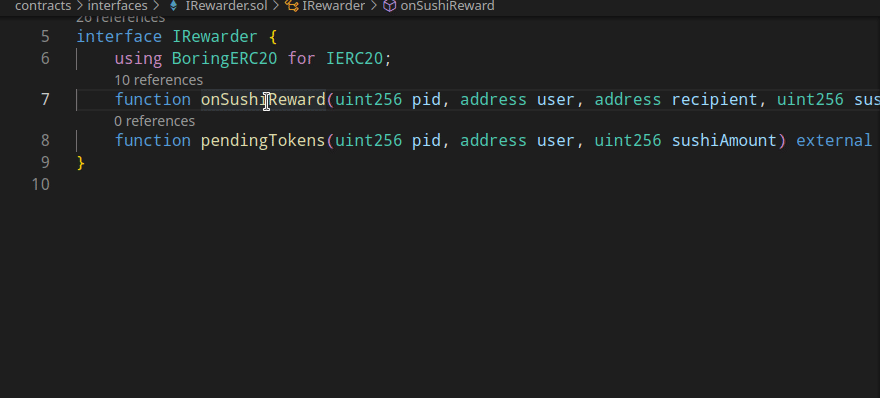 contracts > interfaces > IRewarder.sol > IRewarder > onSushiReward
26 references
5 interface IRewarder {
6 using BoringERC20 for IERC20;
10 references
7 function onSushiReward(uint256 pid, address user, address recipient, uint256 sus
0 references
8 function pendingTokens(uint256 pid, address user, uint256 sushiAmount) external
9 }
10